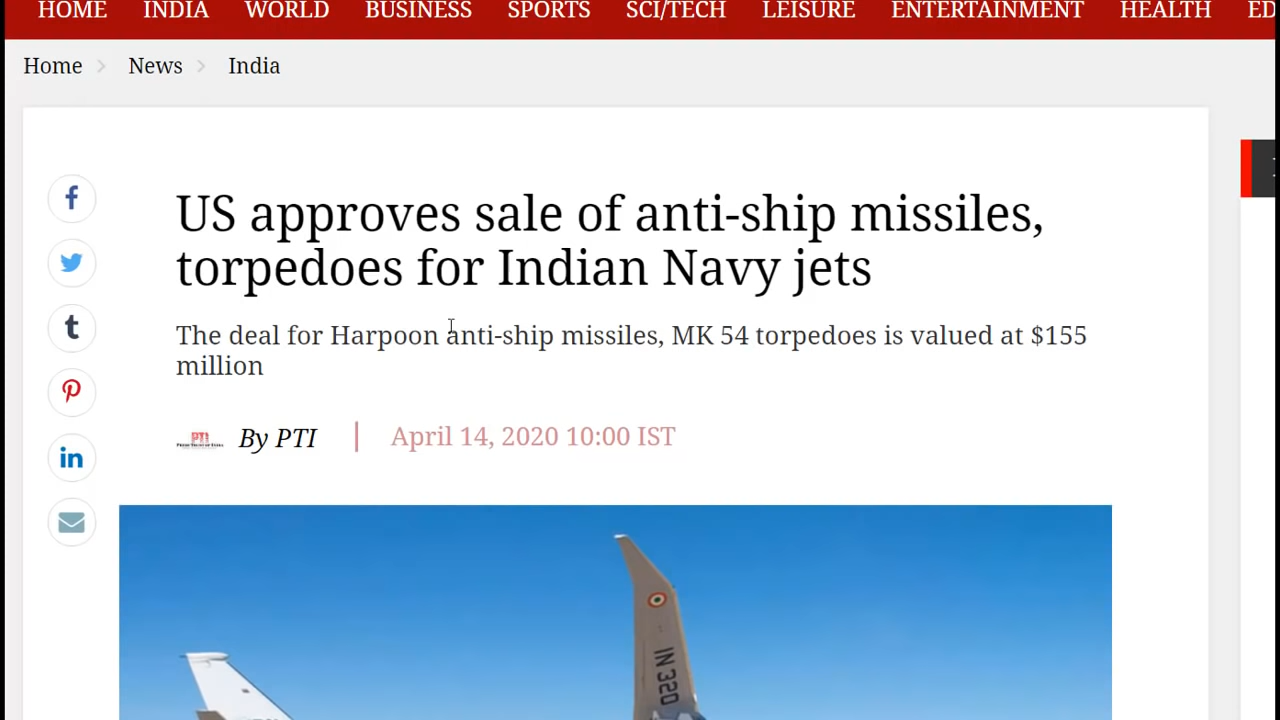 HOME INDIA WORLD BUSINESS SPORTS SCI/TECH LEISURE ENTERTAINMENT HEALTH ED
Home News India
US approves sale of anti-ship missiles,
torpedoes for Indian Navy jets
The deal for Harpoon anti-ship missiles, MK 54 torpedoes is valued at $155
million
PTI
By PTI
April 14, 2020 10:00 IST
IN 320